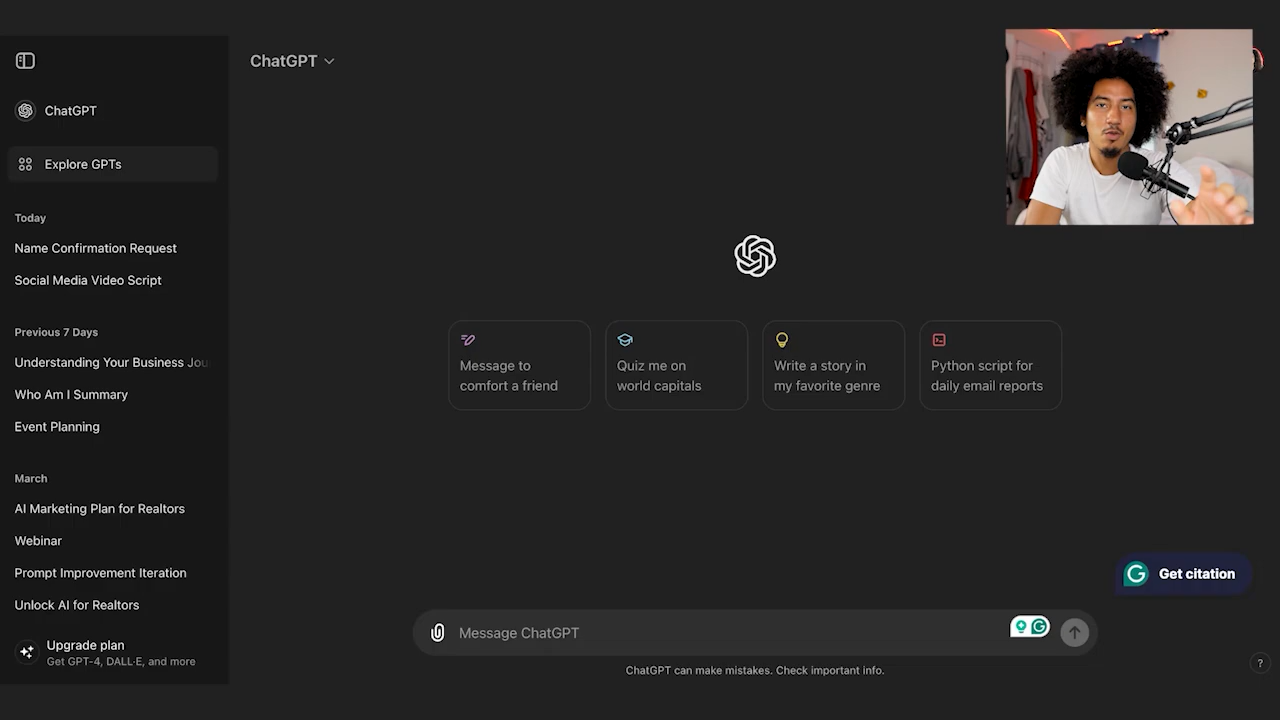 ChatGPT
ChatGPT
Explore GPTs
Today
Name Confirmation Request
Social Media Video Script
Previous 7 Days
Understanding Your Business Jou
Who Am I Summary
Event Planning
March
AI Marketing Plan for Realtors
Webinar
Prompt Improvement Iteration
Unlock AI for Realtors
Upgrade plan
Get GPT-4, DALL·E, and more
Message to
comfort a friend
Quiz me on
world capitals
Write a story in
my favorite genre
Python script for
daily email reports
Get citation
Message ChatGPT
ChatGPT can make mistakes. Check important info.
?